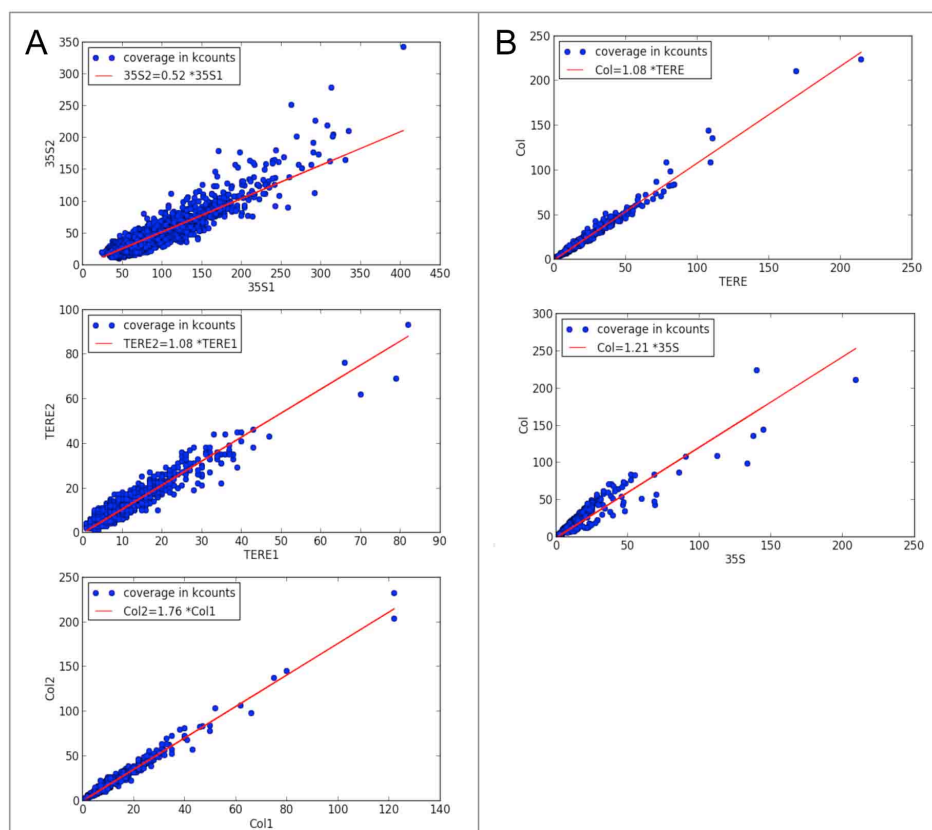 A
350
300
250
200
150
100
50
0
35S2
coverage in kcounts
35S2=0.52 *35S1
0 50 100 150 200 250 300 350 400 450
35S1
100
80
60
40
20
0
TERE2
coverage in kcounts
TERE2=1.08 *TERE1
0 10 20 30 40 50 60 70 80 90
TERE1
250
200
150
100
50
0
Col2
coverage in kcounts
Col2=1.76 *Col1
0 20 40 60 80 100 120 140
Col1
B
250
200
150
100
50
0
Col
coverage in kcounts
Col=1.08 *TERE
0 50 100 150 200 250
TERE
300
250
200
150
100
50
0
Col
coverage in kcounts
Col=1.21 *35S
0 50 100 150 200 250
35S